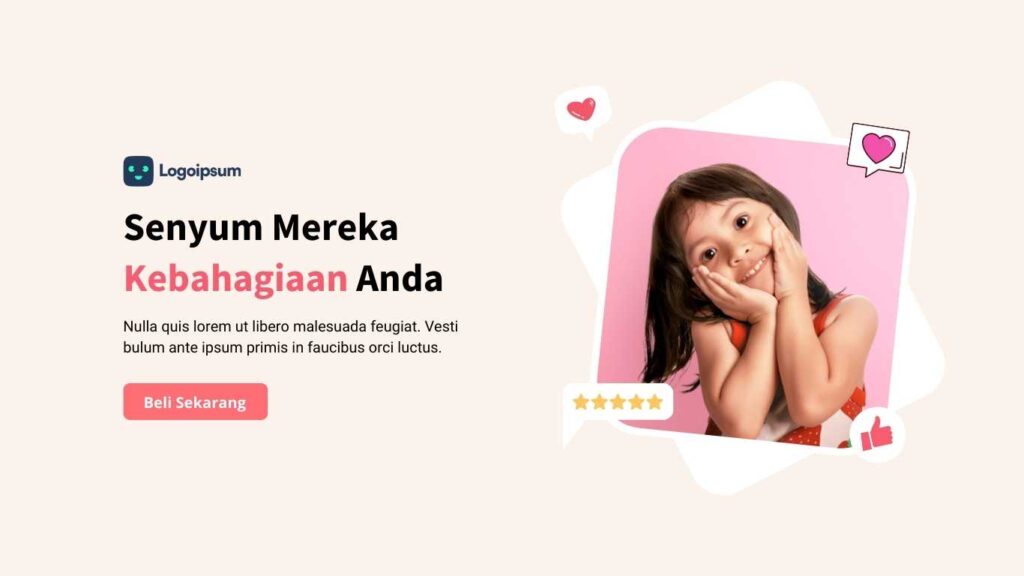 Logoipsum
Senyum Mereka
Kebahagiaan Anda
Nulla quis lorem ut libero malesuada feugiat. Vesti
bulum ante ipsum primis in faucibus orci luctus.
Beli Sekarang